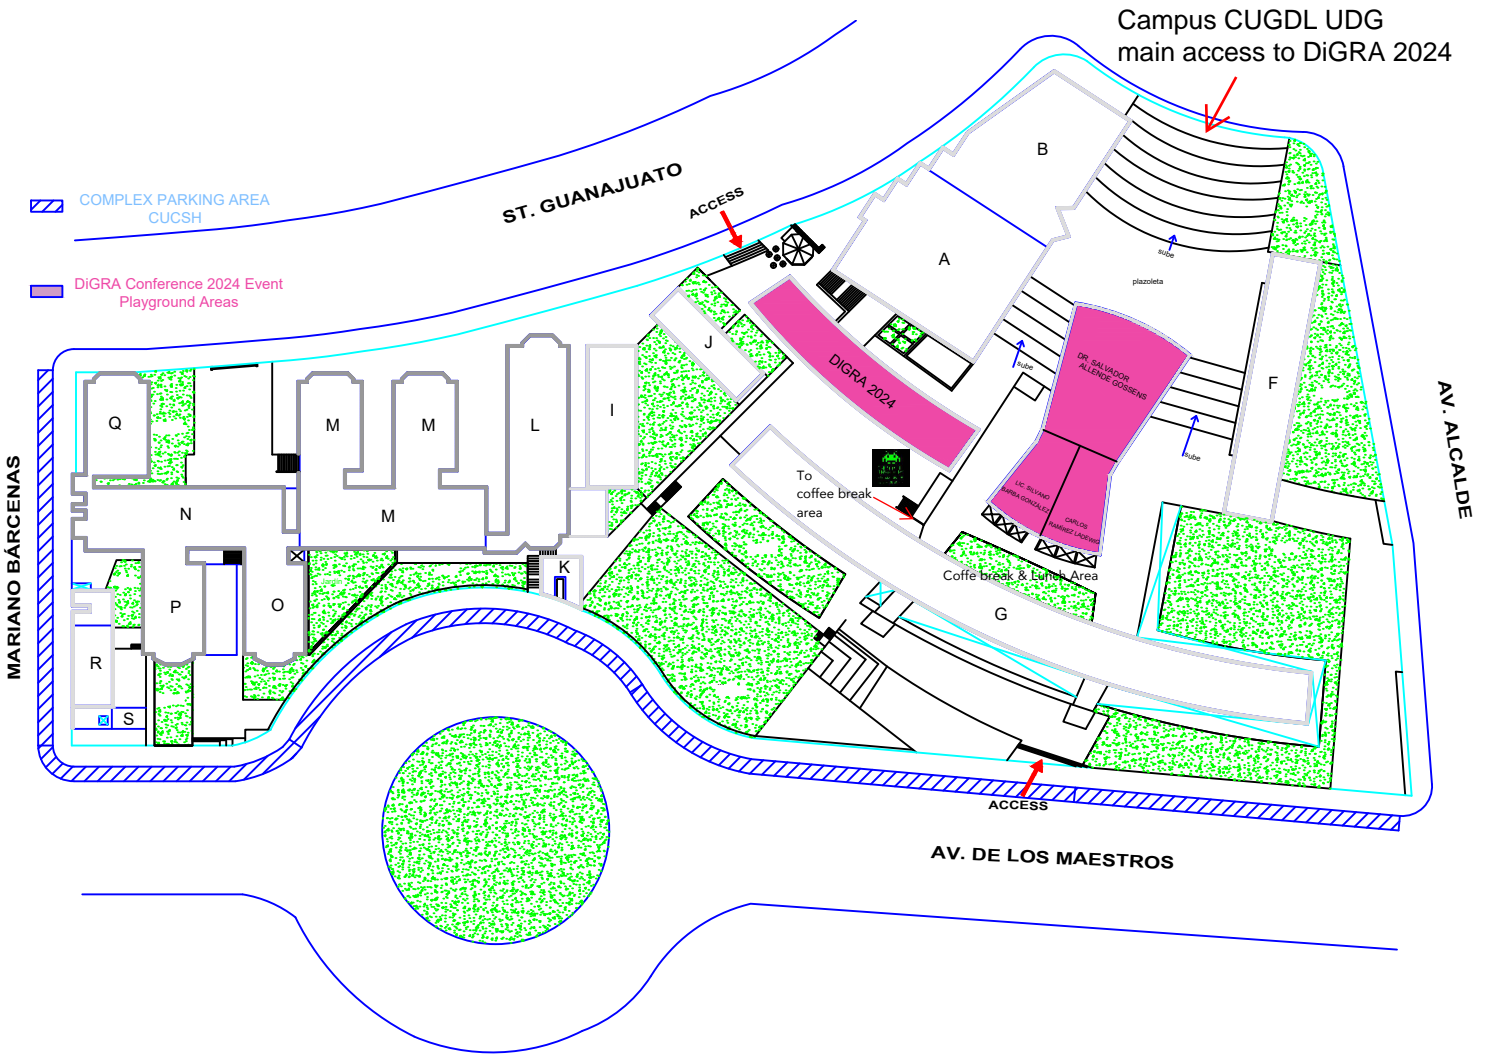 Campus CUGDL UDG
main access to DiGRA 2024
COMPLEX PARKING AREA
CUCSH
DiGRA Conference 2024 Event
Playground Areas
ST. GUANAJUATO
ACCESS
B
A
sube
plazoleta
sube
sube
DR. SALVADOR
ALLENDE GOSSENS
DIGRA 2024
F
J
I
L
M
M
Q
N
M
To
coffee break
area
LIC. SILVANO
BARBA GONZÁLEZ
CARLOS
RAMÍREZ LADEWIG
Coffe break & Lunch Area
G
K
P
O
R
S
MARIANO BÁRCENAS
AV. ALCALDE
ACCESS
AV. DE LOS MAESTROS